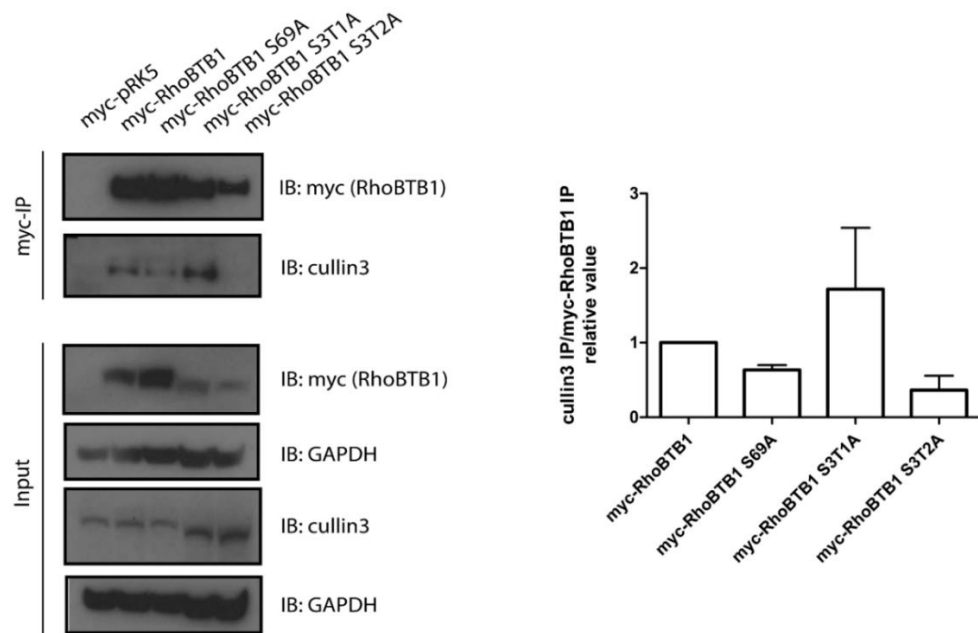 myc-pRK5
myc-RhoBTB1
myc-RhoBTB1 S69A
myc-RhoBTB1 S3T1A
myc-RhoBTB1 S3T2A
myc-IP
IB: myc (RhoBTB1)
IB: cullin3
Input
IB: myc (RhoBTB1)
IB: GAPDH
IB: cullin3
IB: GAPDH
cullin3 IP/myc-RhoBTB1 IP
relative value
3
2
1
0
myc-RhoBTB1
myc-RhoBTB1 S69A
myc-RhoBTB1 S3T1A
myc-RhoBTB1 S3T2A